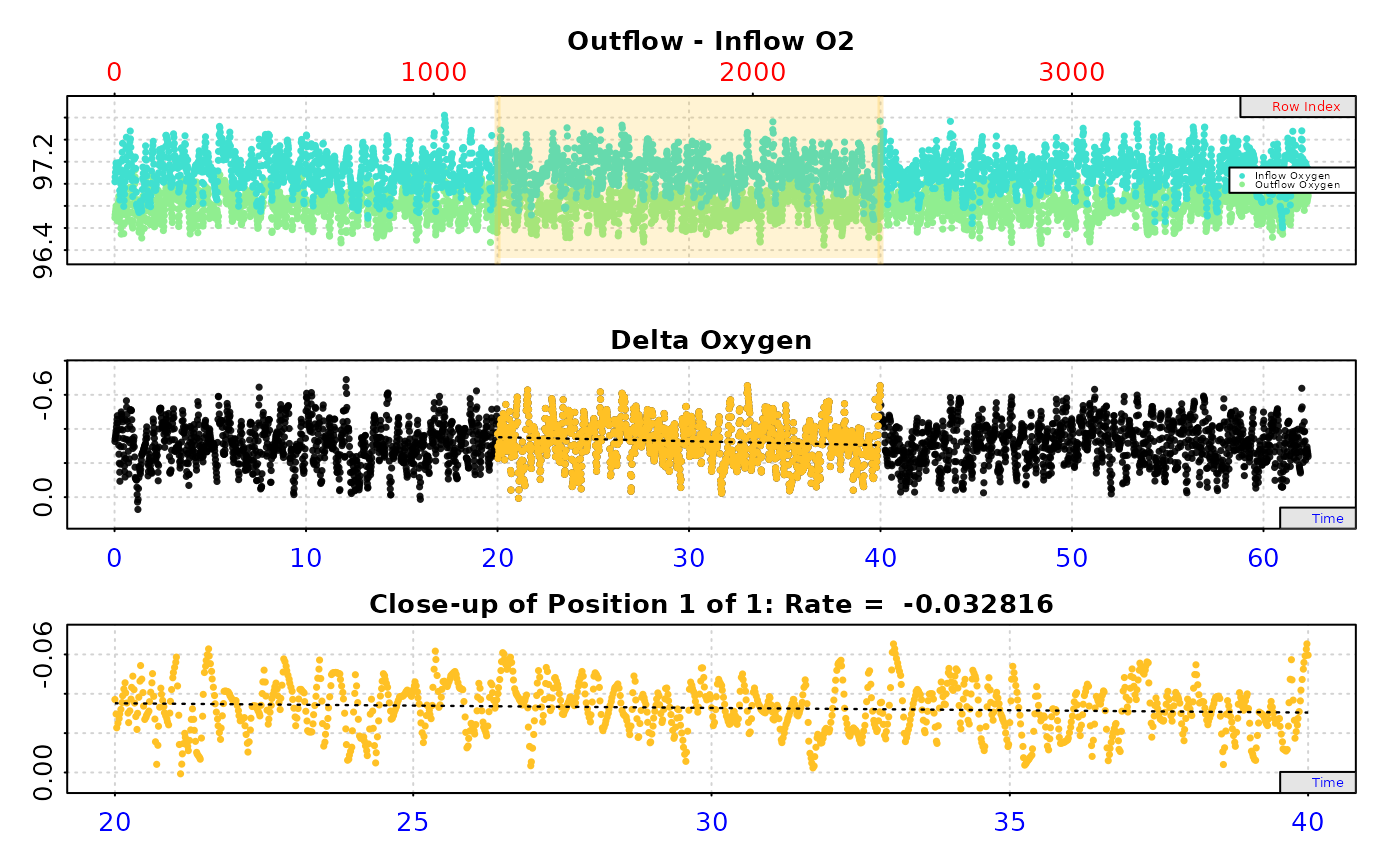 Outflow - Inflow O2
0 1000 2000 3000
Row Index
97.2
96.4
Inflow Oxygen
Outflow Oxygen
Delta Oxygen
-0.6
0.0
Time
0 10 20 30 40 50 60
Close-up of Position 1 of 1: Rate = -0.032816
-0.06
0.00
Time
20 25 30 35 40